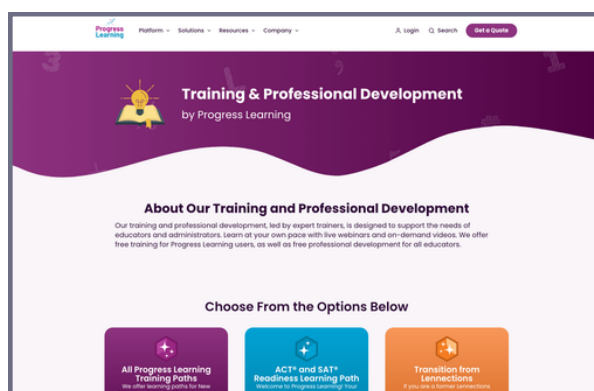 Progress
Learning
Platform
Solutions
Resources
Company
Login
Search
Get a Quote
Training & Professional Development
by Progress Learning
About Our Training and Professional Development
Our training and professional development, led by expert trainers, is designed to support the needs of
educators and administrators. Learn at your own pace with live webinars and on-demand videos. We offer
free training for Progress Learning users, as well as free professional development for all educators.
Choose From the Options Below
All Progress Learning
Training Paths
We offer learning paths for New
ACT® and SAT®
Readiness Learning Path
Welcome to Progress Learning! Your
Transition from
Lennections
If you are a former Lennections